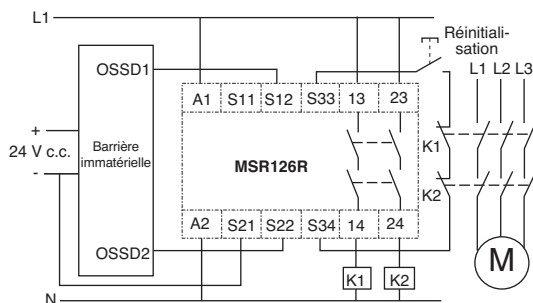 L1
Réinitiali-
sation
OSSD1
L1 L2 L3
A1 S11 S12 S33 13 23
+
24 V c.c.
-
Barrière
immatérielle
MSR126R
K1
K2
A2 S21 S22 S34 14 24
OSSD2
K1 K2
M
N